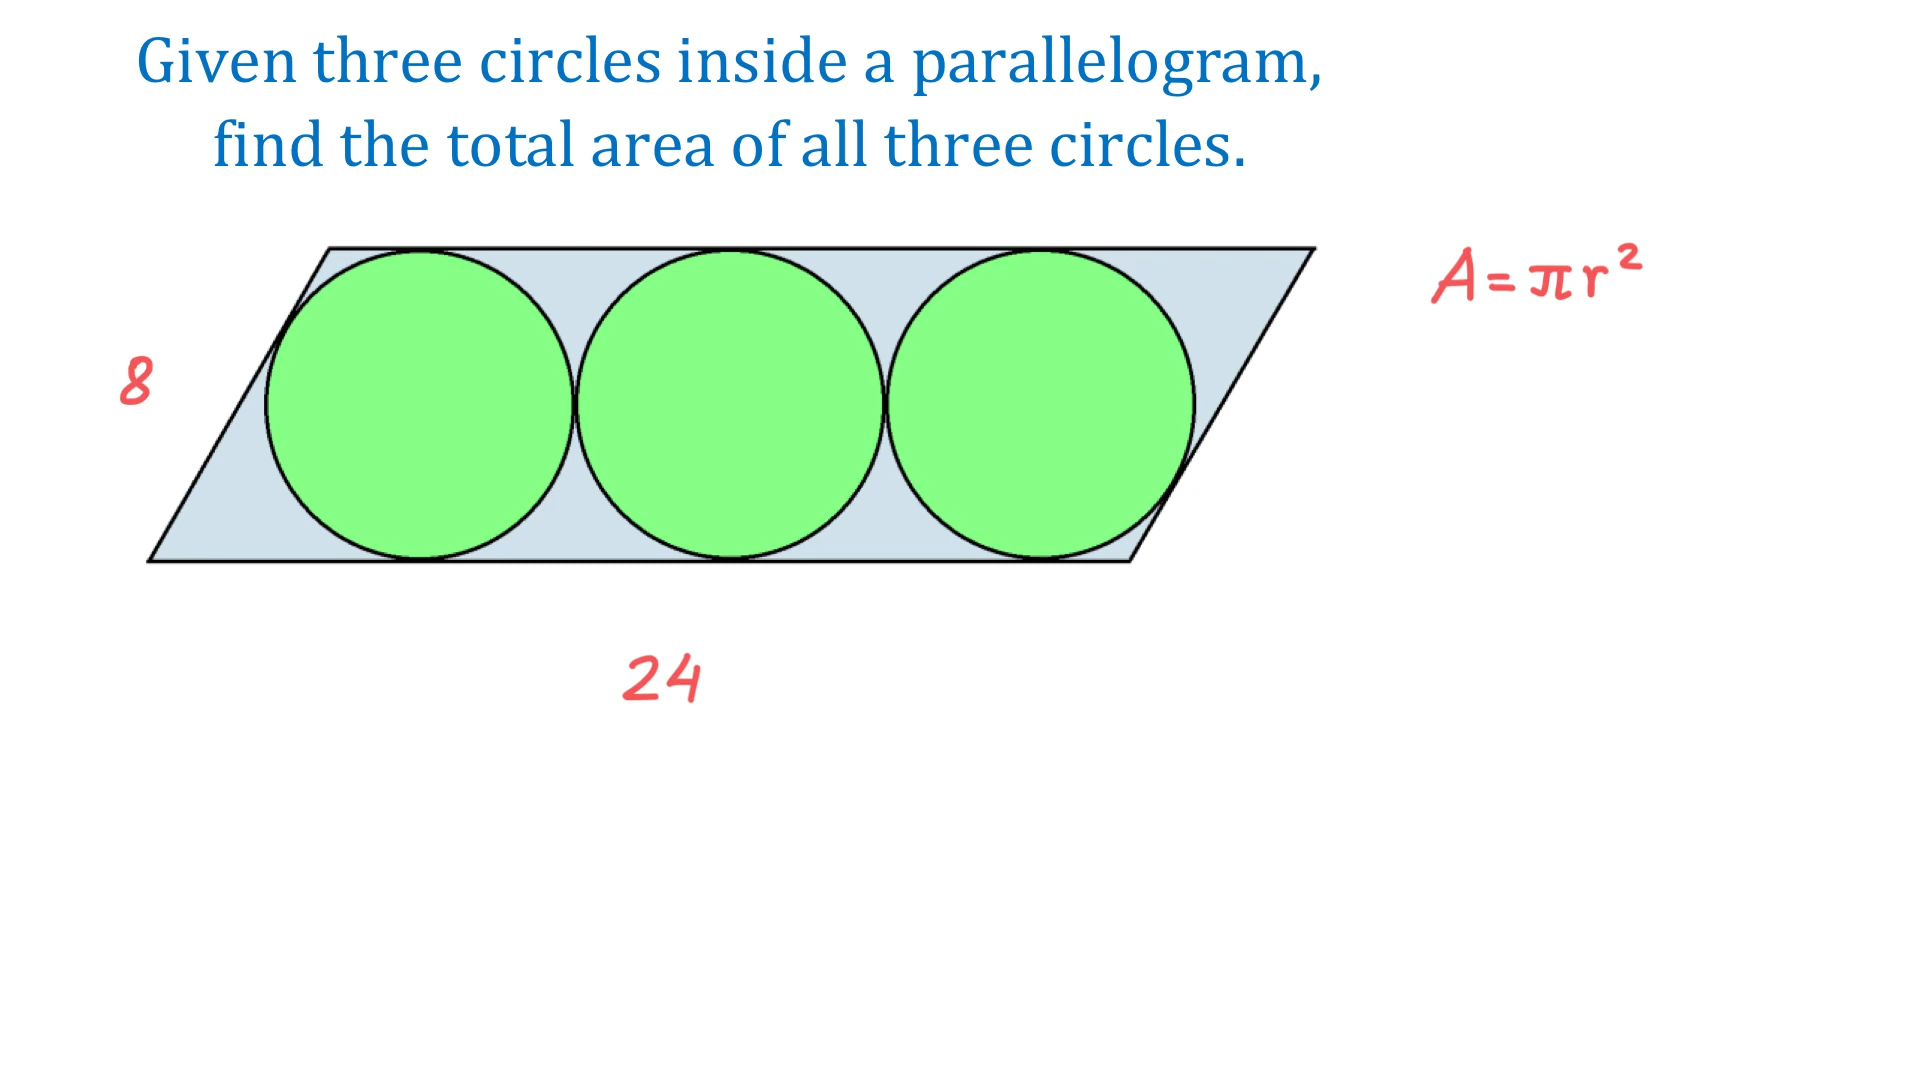 Given three circles inside a parallelogram,
find the total area of all three circles.
A=πr²
8
24